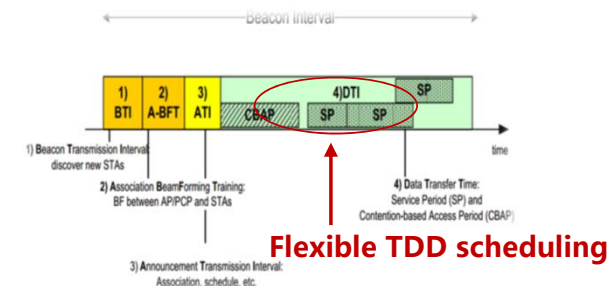 Beacon Interval
1) BTI
2) A-BFT
3) ATI
4)DTI
CBAP
SP
SP
SP
time
1) Beacon Transmission Interval:
discover new STAs
2) Association BeamForming Training:
BF between AP/PCP and STAs
4) Data Transfer Time:
Service Period (SP) and
Contention-based Access Period (CBAP)
Flexible TDD scheduling
3) Announcement Transmission Interval:
Association, schedule, etc.